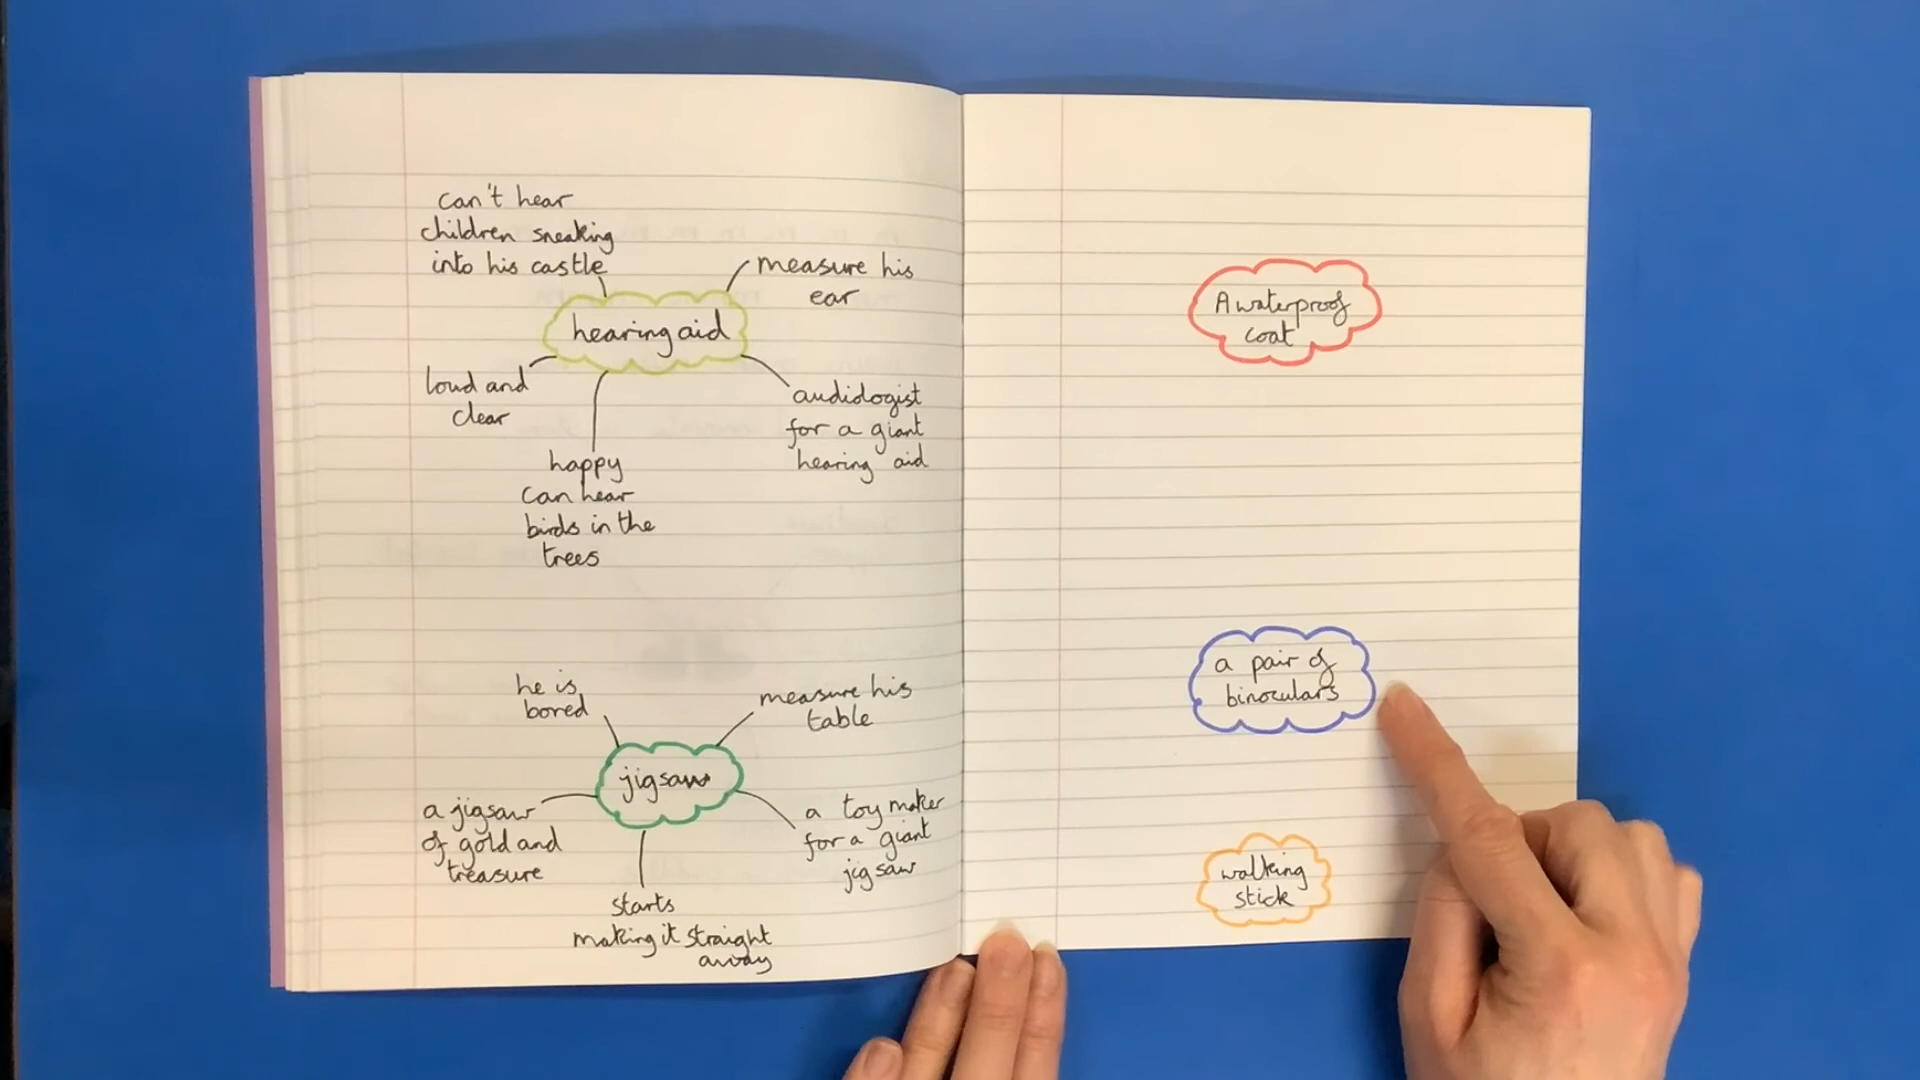 can't hear
children sneaking
into his castle
measure his
ear
hearing aid
loud and
clear
audiologist
for a giant
hearing aid
happy
can hear
birds in the
trees
he is
bored
measure his
table
jigsaw
a jigsaw
of gold and
treasure
a toy maker
for a giant
jigsaw
starts
making it straight
away
A waterproof
coat
a pair of
binoculars
walking
stick